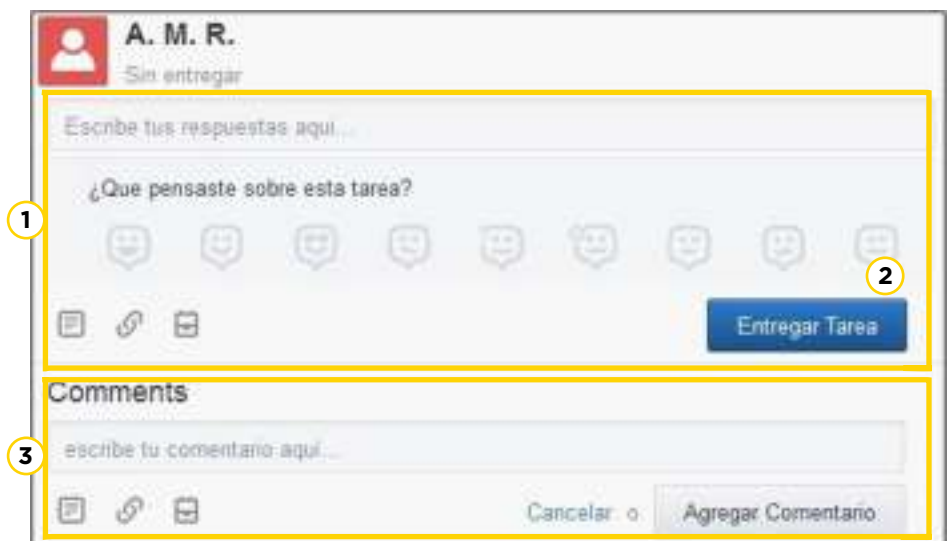 A. M. R.
Sin entregar
Escribe tus respuestas aquí...
¿Que pensaste sobre esta tarea?
1
2
Entregar Tarea
Comments
3
escribe tu comentario aquí...
Cancelar o
Agregar Comentario